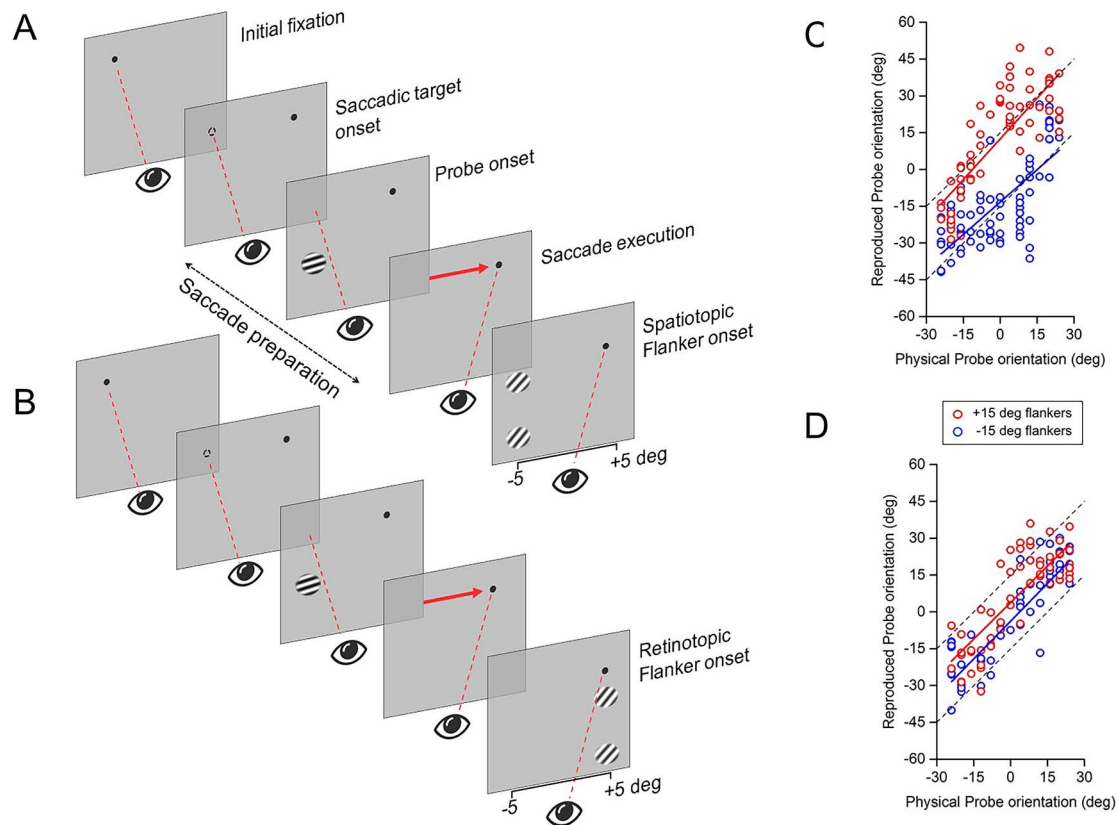 A
Initial fixation
Saccadic target
onset
Probe onset
Saccade execution
Spatiotopic
Flanker onset
Saccade preparation
-5
+5 deg
B
Retinotopic
Flanker onset
-5
+5 deg
C
Reproduced Probe orientation (deg)
60
45
30
15
0
-15
-30
-45
-60
-30
-15
0
15
30
Physical Probe orientation (deg)
+15 deg flankers
-15 deg flankers
D
Reproduced Probe orientation (deg)
60
45
30
15
0
-15
-30
-45
-60
-30
-15
0
15
30
Physical Probe orientation (deg)